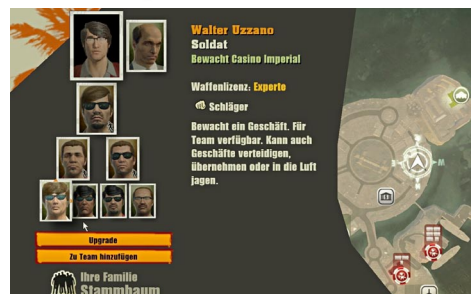 Walter Uzzano
Soldat
Bewacht Casino Imperial
Waffenlizenz: Experto
Schläger
Bewacht ein Geschäft. Für
Team verfügbar. Kann auch
Geschäfte verteidigen,
übernehmen oder in die Luft
jagen.
Upgrade
Zu Team hinzufügen
Ihre Familie
Stammbaum
W